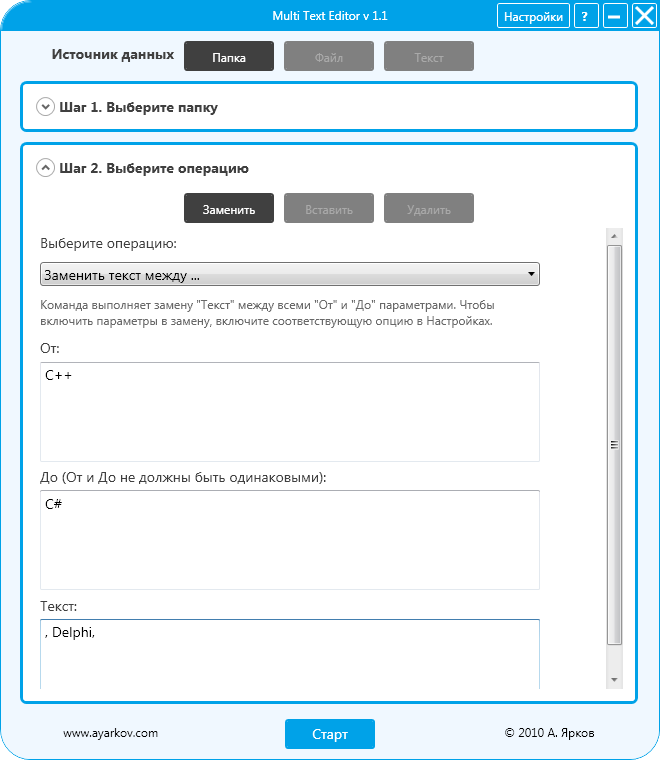 Multi Text Editor v 1.1
Настройки
?
Источник данных
Папка
Файл
Текст
Шаг 1. Выберите папку
Шаг 2. Выберите операцию
Заменить
Вставить
Удалить
Выберите операцию:
Заменить текст между ...
Команда выполняет замену "Текст" между всеми "От" и "До" параметрами. Чтобы
включить параметры в замену, включите соответствующую опцию в Настройках.
От:
C++
До (От и До не должны быть одинаковыми):
C#
Текст:
, Delphi,
www.ayarkov.com
Старт
© 2010 А. Ярков